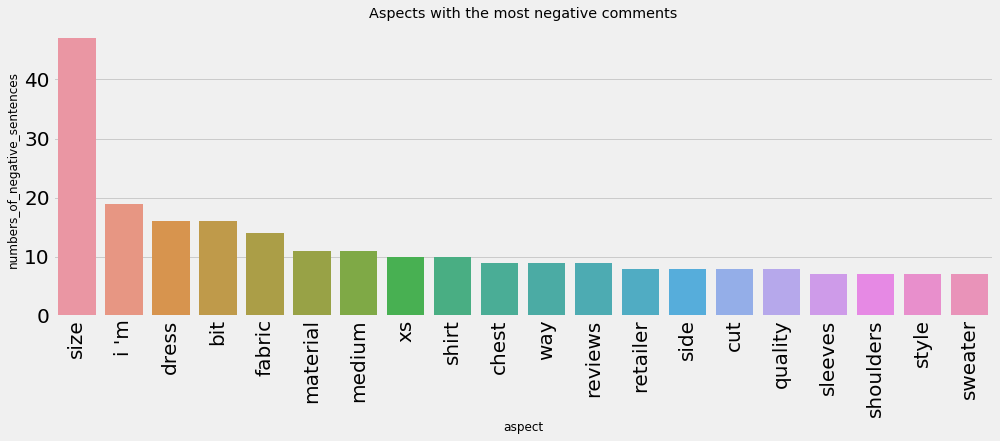 Aspects with the most negative comments
numbers_of_negative_sentences
40
30
20
10
0
size
i 'm
dress
bit
fabric
material
medium
xs
shirt
chest
way
reviews
retailer
side
cut
quality
sleeves
shoulders
style
sweater
aspect